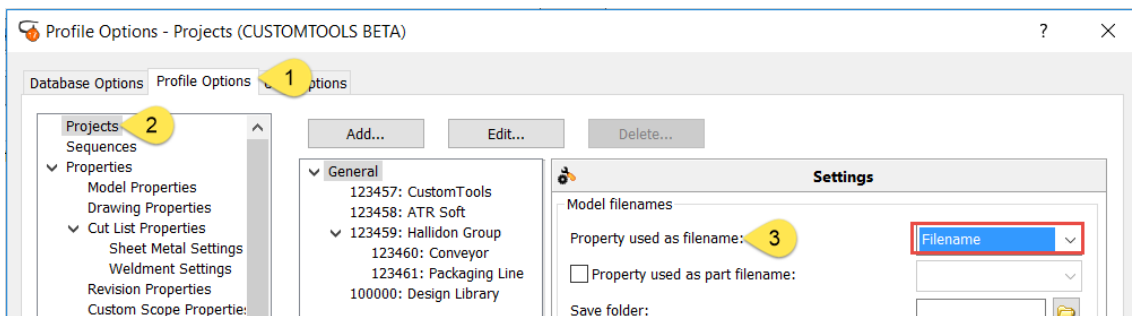 Profile Options - Projects (CUSTOMTOOLS BETA)
?
Database Options
Profile Options
1
ptions
Projects
2
Sequences
Properties
Model Properties
Drawing Properties
Cut List Properties
Sheet Metal Settings
Weldment Settings
Revision Properties
Custom Scope Propertie
Add...
Edit...
Delete...
General
123457: CustomTools
123458: ATR Soft
123459: Hallidon Group
123460: Conveyor
123461: Packaging Line
100000: Design Library
Settings
Model filenames
Property used as filename:
3
Filename
Property used as part filename:
Save folder: